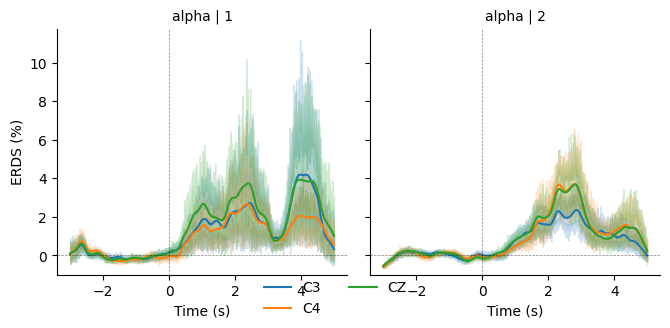 alpha | 1
alpha | 2
ERDS (%)
10
8
6
4
2
0
−2 0 2 4
−2 0 2 4
Time (s)
Time (s)
C3 CZ
C4